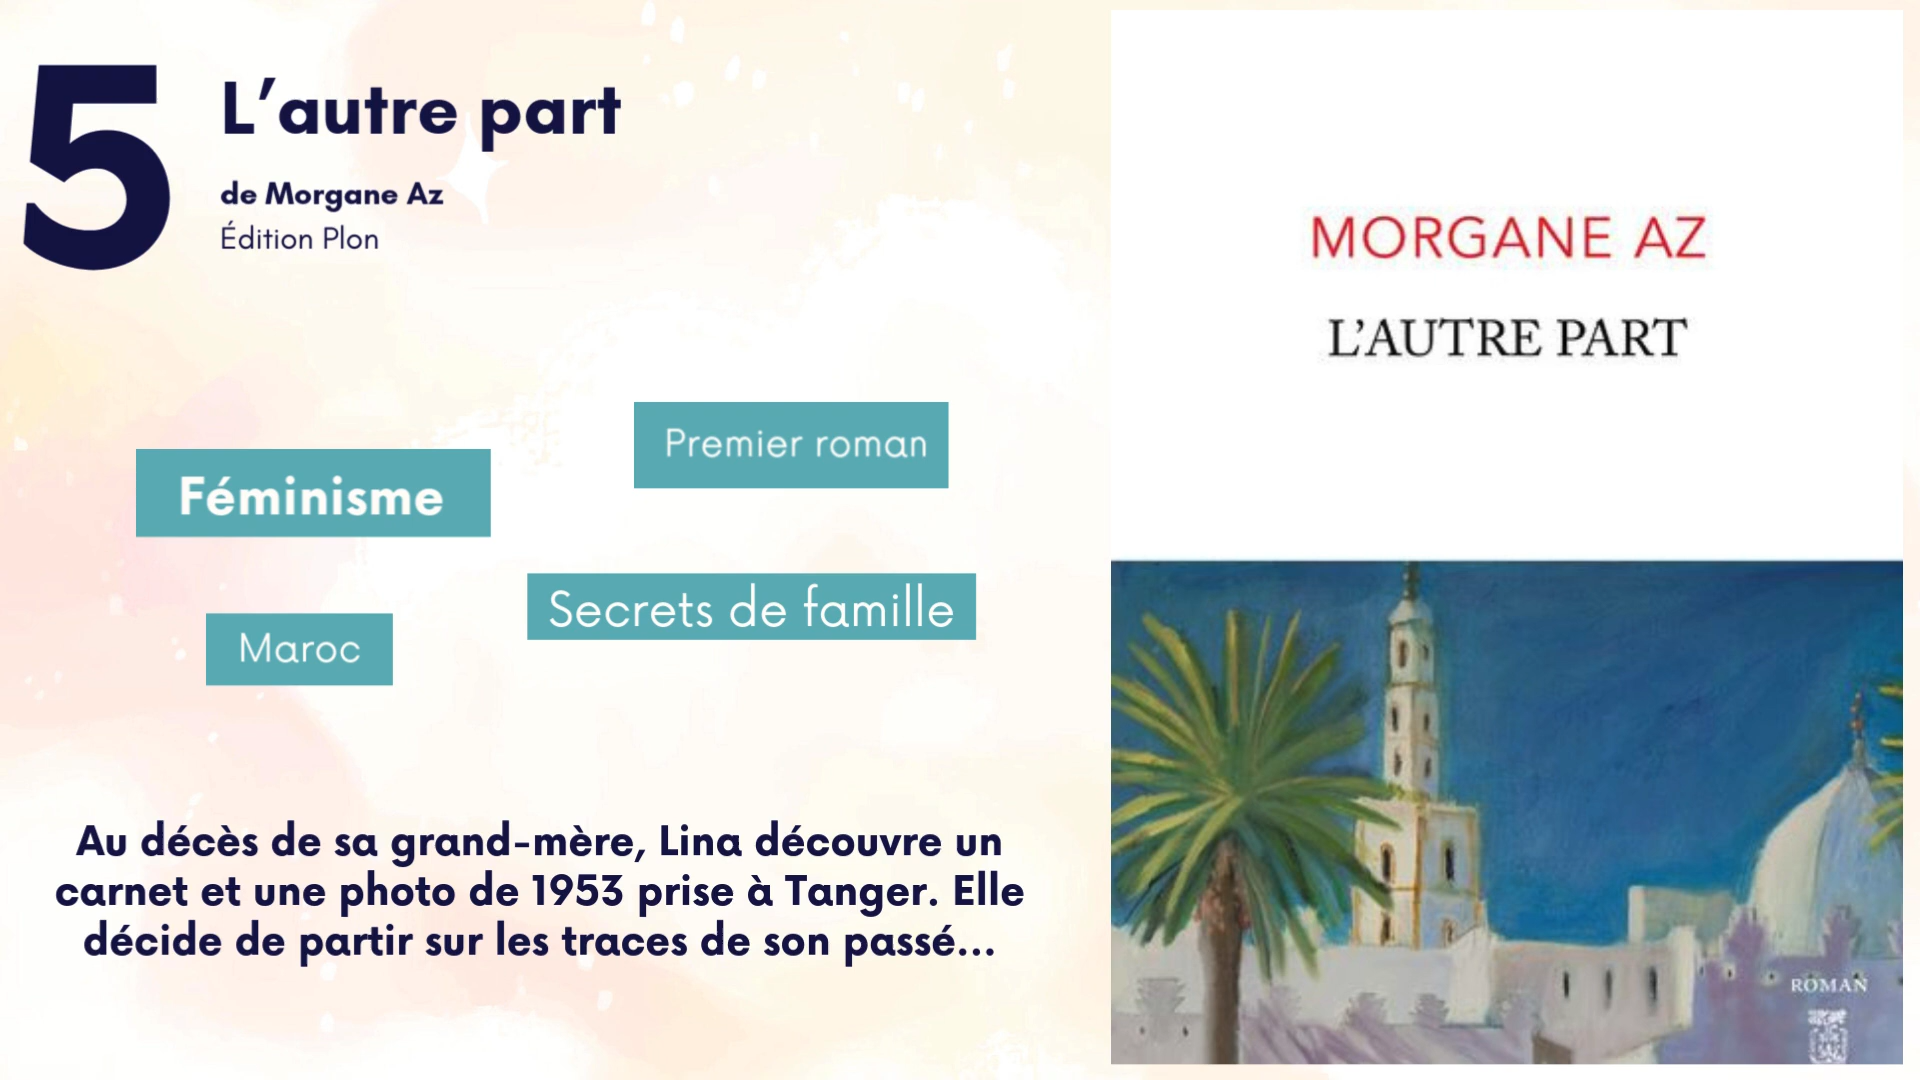 5
L’autre part
de Morgane Az
Édition Plon
Premier roman
Féminisme
Secrets de famille
Maroc
Au décès de sa grand-mère, Lina découvre un
carnet et une photo de 1953 prise à Tanger. Elle
décide de partir sur les traces de son passé...
MORGANE AZ
L’AUTRE PART
ROMAN